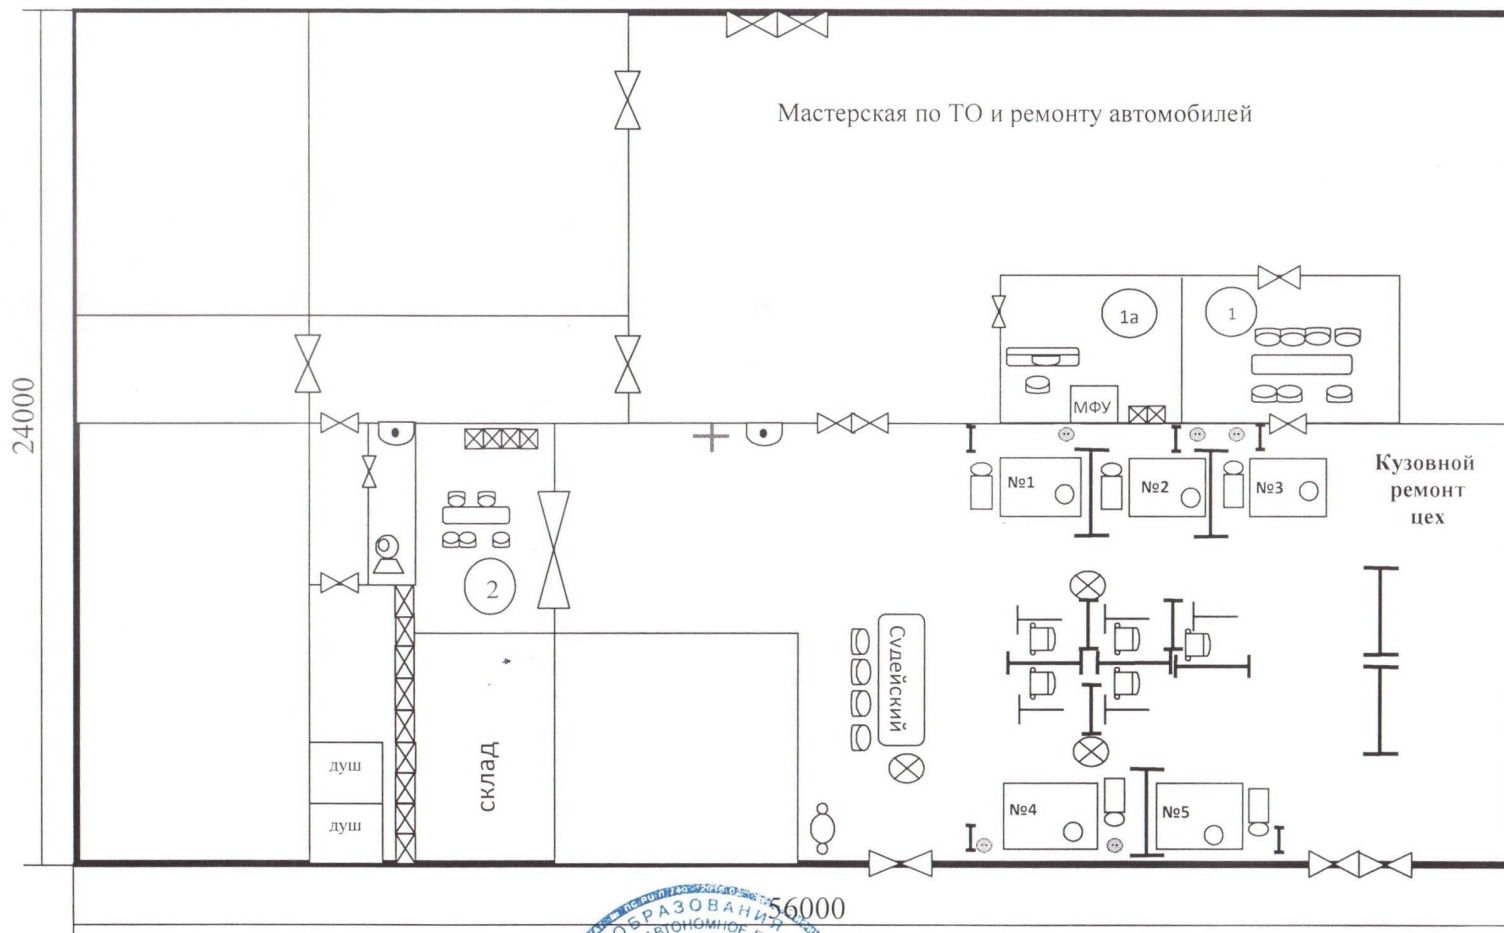 Мастерская по ТО и ремонту автомобилей
1а
1
МФУ
24000
№1
№2
№3
Кузовной
ремонт
цех
2
Судейский
склад
душ
душ
№4
№5
56000
ОБРАЗОВАНИЯ
АВТОНОМНОЕ